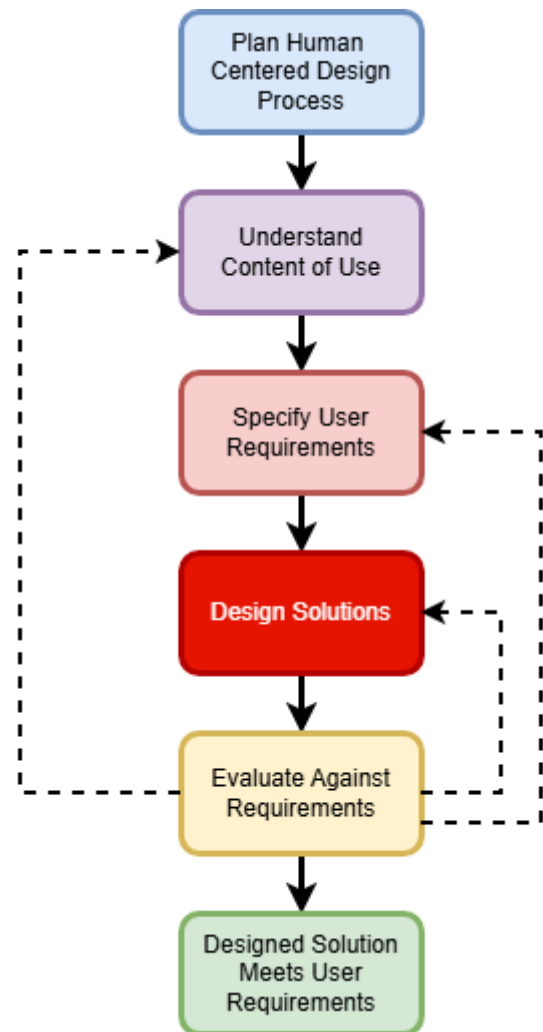 Plan Human
Centered Design
Process
Understand
Content of Use
Specify User
Requirements
Design Solutions
Evaluate Against
Requirements
Designed Solution
Meets User
Requirements